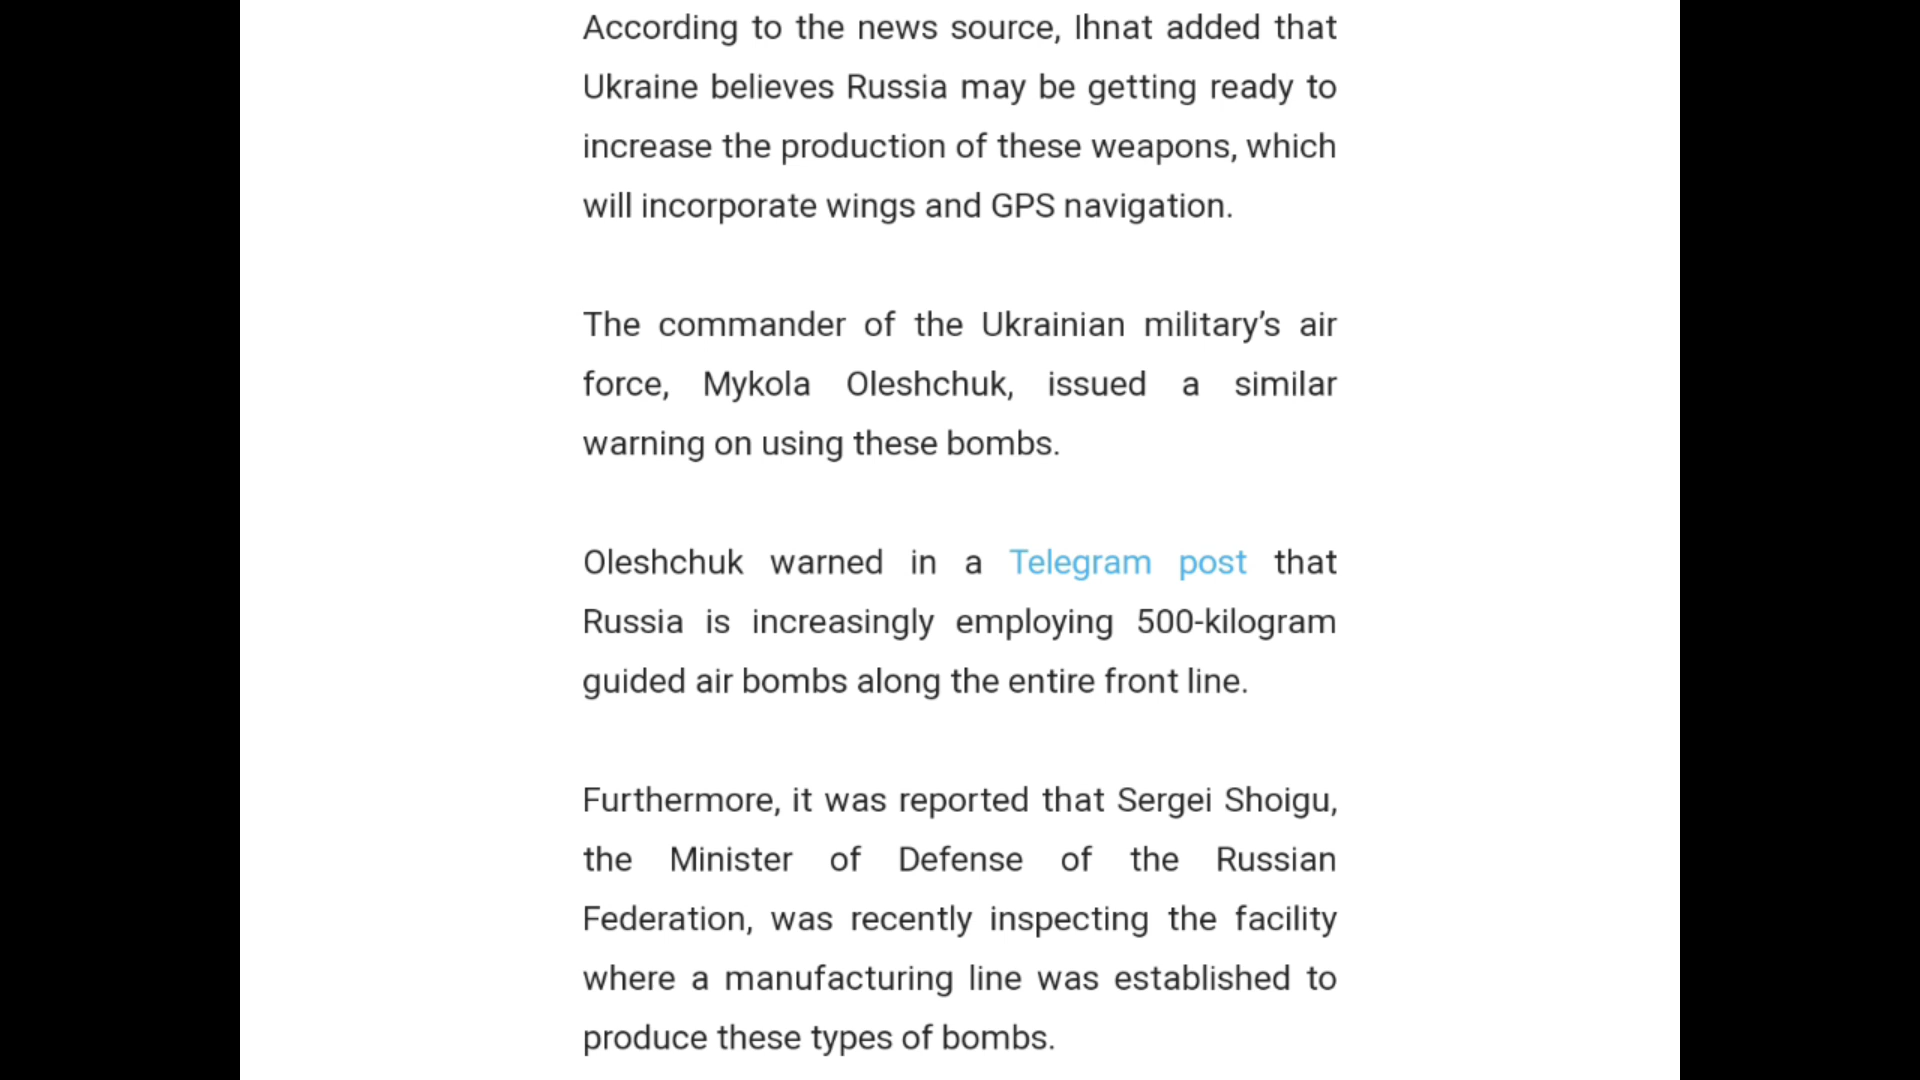 According to the news source, Ihnat added that
Ukraine believes Russia may be getting ready to
increase the production of these weapons, which
will incorporate wings and GPS navigation.
The commander of the Ukrainian military’s air
force, Mykola Oleshchuk, issued a similar
warning on using these bombs.
Oleshchuk warned in a Telegram post that
Russia is increasingly employing 500-kilogram
guided air bombs along the entire front line.
Furthermore, it was reported that Sergei Shoigu,
the Minister of Defense of the Russian
Federation, was recently inspecting the facility
where a manufacturing line was established to
produce these types of bombs.